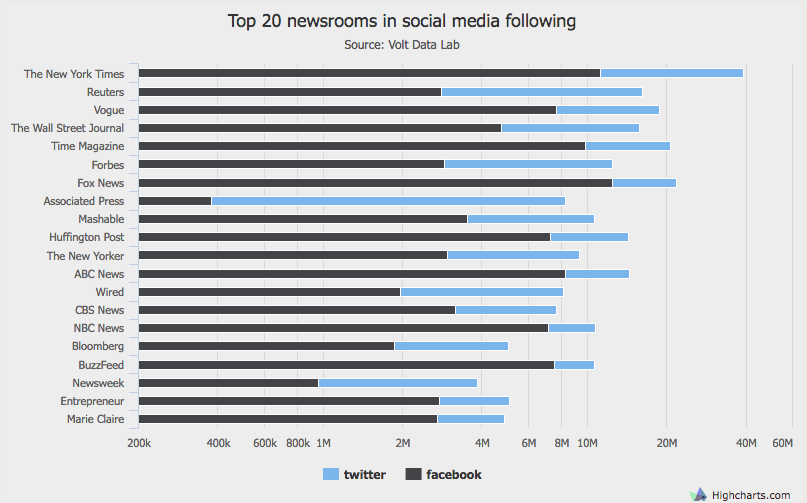 Top 20 newsrooms in social media following
Source: Volt Data Lab
The New York Times
Reuters
Vogue
The Wall Street Journal
Time Magazine
Forbes
Fox News
Associated Press
Mashable
Huffington Post
The New Yorker
ABC News
Wired
CBS News
NBC News
Bloomberg
BuzzFeed
Newsweek
Entrepreneur
Marie Claire
200k 400k 600k 800k 1M 2M 4M 6M 8M 10M 20M 40M 60M
twitter facebook
Highcharts.com